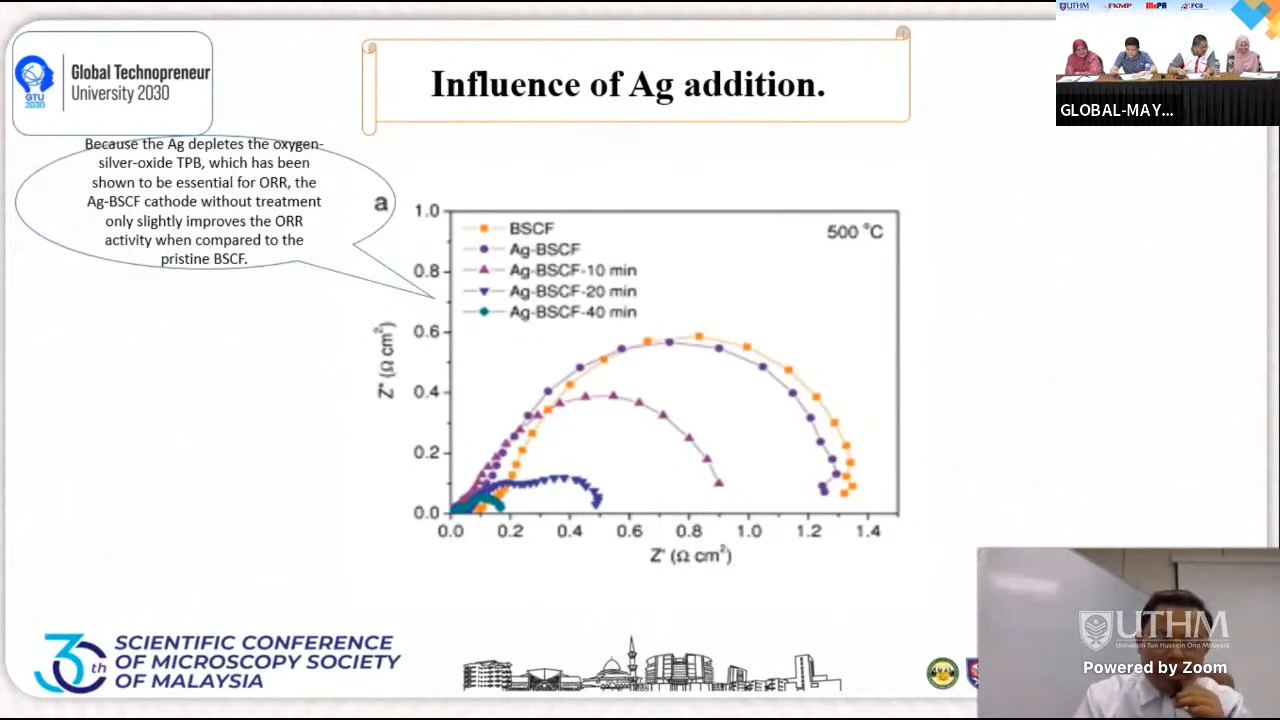 UTHM FKMP MaPA FCS
GLOBAL-MAY...
GTU
2030
Global Technopreneur
University 2030
Influence of Ag addition.
Because the Ag depletes the oxygen-
silver-oxide TPB, which has been
shown to be essential for ORR, the
Ag-BSCF cathode without treatment
only slightly improves the ORR
activity when compared to the
pristine BSCF.
a
BSCF
Ag-BSCF
Ag-BSCF-10 min
Ag-BSCF-20 min
Ag-BSCF-40 min
500 °C
1.0
0.8
0.6
0.4
0.2
0.0
Z" (Ω cm²)
0.0 0.2 0.4 0.6 0.8 1.0 1.2 1.4
Z' (Ω cm²)
30th
SCIENTIFIC CONFERENCE
OF MICROSCOPY SOCIETY
OF MALAYSIA
UTHM
Universiti Tun Hussein Onn Malaysia
Powered by Zoom